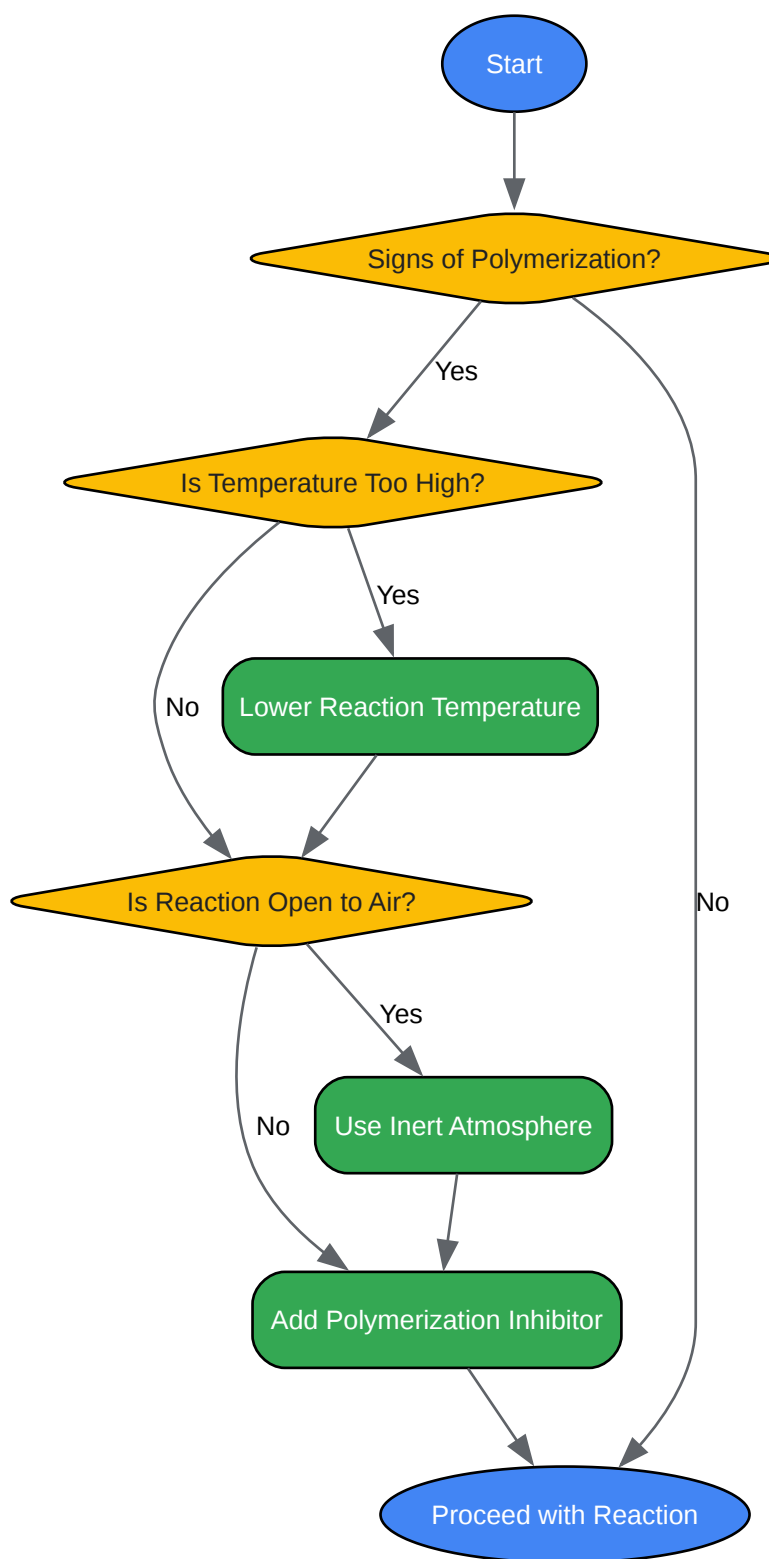 Start
Signs of Polymerization?
Yes
Is Temperature Too High?
Yes
Lower Reaction Temperature
No
Is Reaction Open to Air?
No
Yes
Use Inert Atmosphere
No
Add Polymerization Inhibitor
Proceed with Reaction